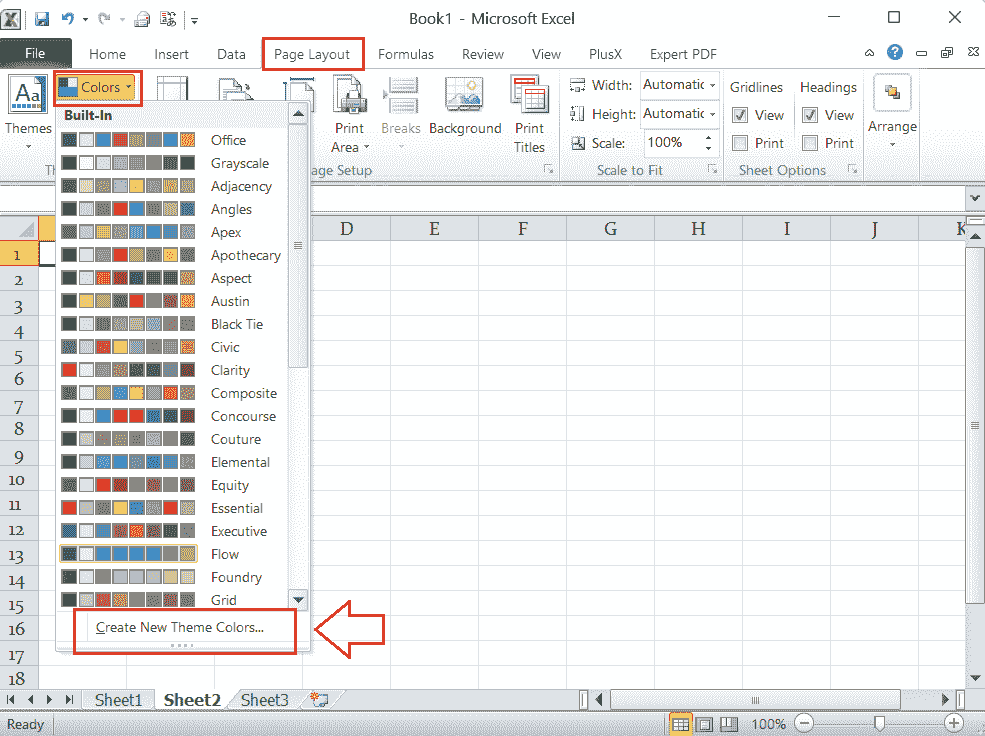 Book1 - Microsoft Excel
File Home Insert Data Page Layout Formulas Review View PlusX Expert PDF
Aa Colors
Themes
Print Area
Breaks
Background
Print Titles
Width: Automatic
Height: Automatic
Scale: 100%
Gridlines
View
Print
Headings
View
Print
Arrange
age Setup
Scale to Fit
Sheet Options
Built-In
Office
Grayscale
Adjacency
Angles
Apex
Apothecary
Aspect
Austin
Black Tie
Civic
Clarity
Composite
Concourse
Couture
Elemental
Equity
Essential
Executive
Flow
Foundry
Grid
Create New Theme Colors...
D E F G H I J K
1
2
3
4
5
6
7
8
9
10
11
12
13
14
15
16
17
18
Sheet1 Sheet2 Sheet3
Ready 100%